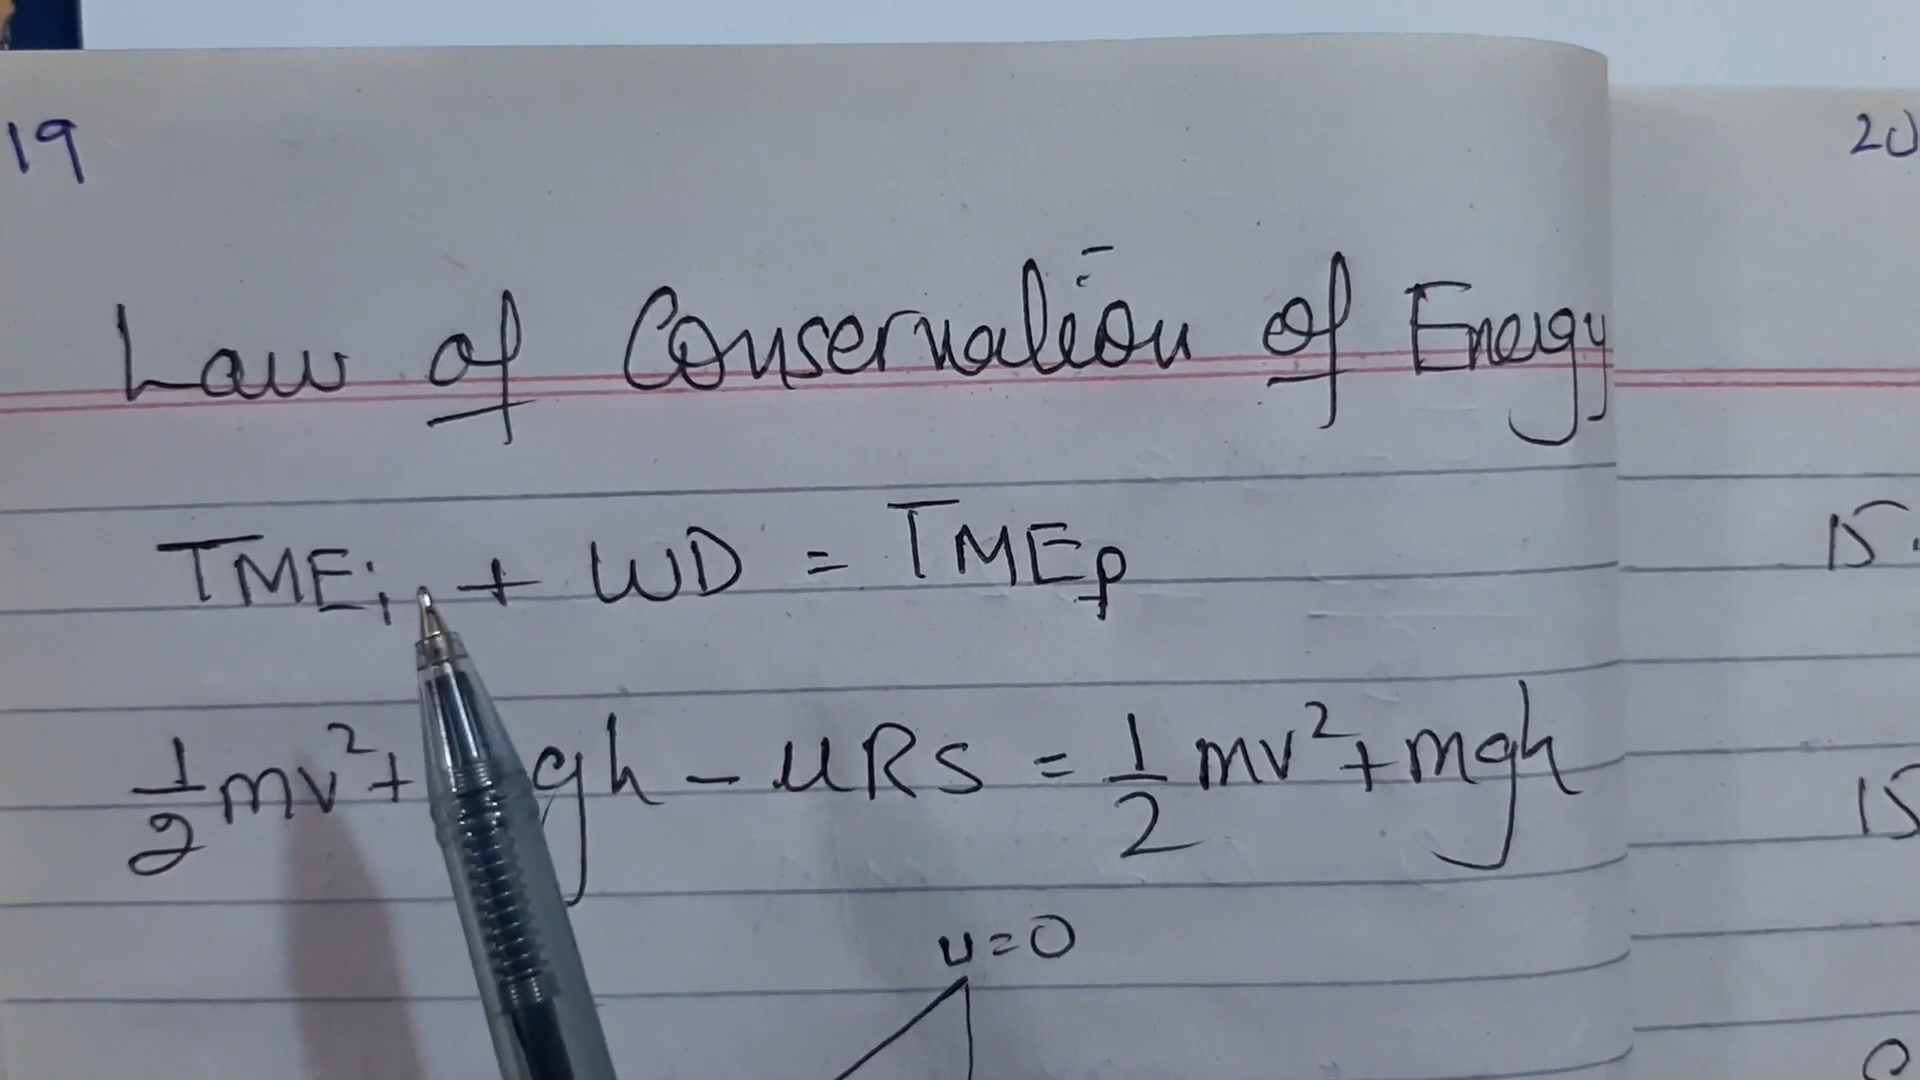 19
20
Law of Conservation of Energy
TMEi + WD = TMEf
1/2 mv² + gh - μRS = 1/2 mv² + mgh
u=0
15
15